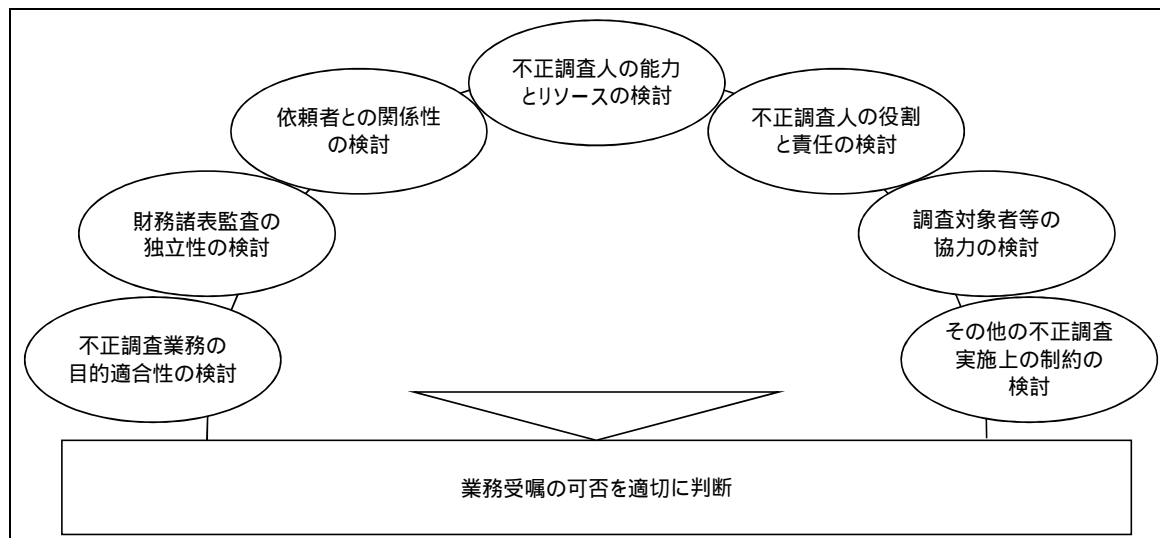 不正調査人の能力
とリソースの検討
依頼者との関係性
の検討
不正調査人の役割
と責任の検討
財務諸表監査の
独立性の検討
調査対象者等の
協力の検討
不正調査業務の
目的適合性の検討
その他の不正調査
実施上の制約の
検討
業務受嘱の可否を適切に判断